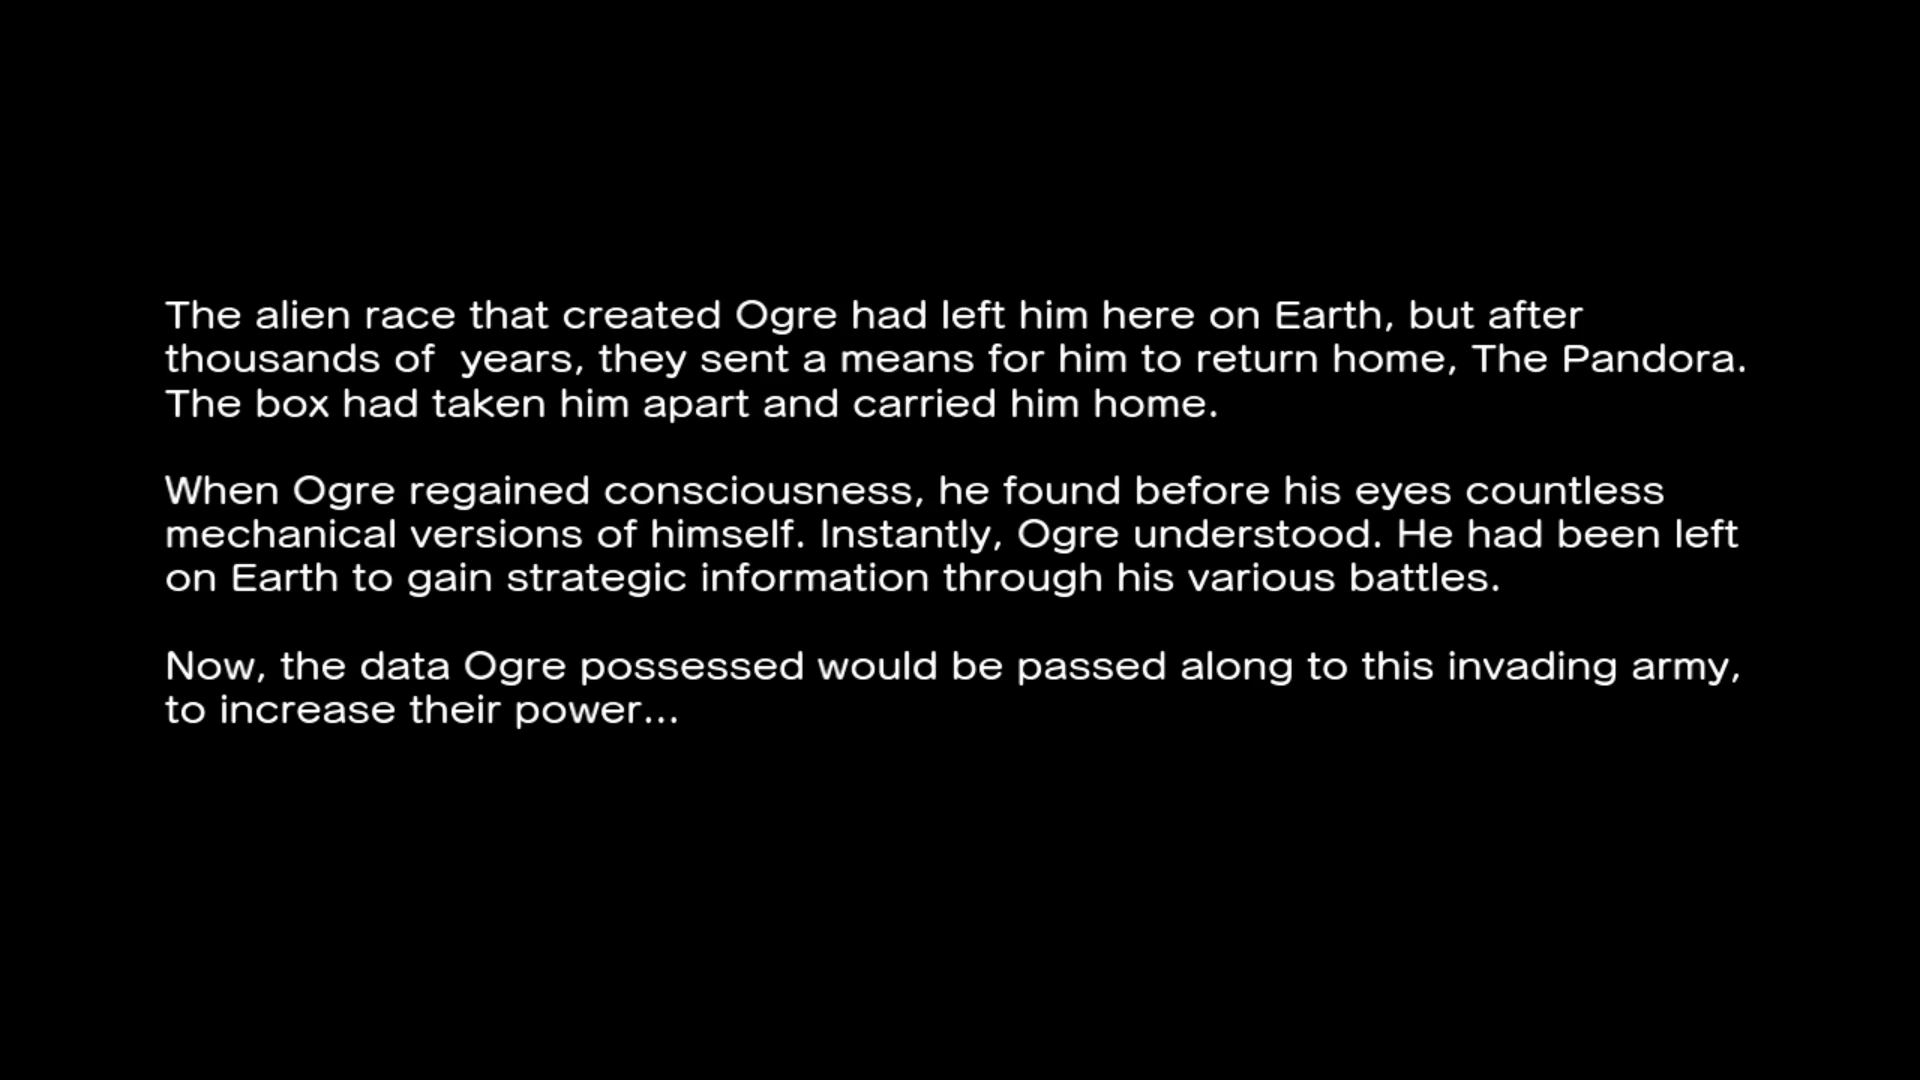 The alien race that created Ogre had left him here on Earth, but after
thousands of  years, they sent a means for him to return home, The Pandora.
The box had taken him apart and carried him home.
When Ogre regained consciousness, he found before his eyes countless
mechanical versions of himself. Instantly, Ogre understood. He had been left
on Earth to gain strategic information through his various battles.
Now, the data Ogre possessed would be passed along to this invading army,
to increase their power...